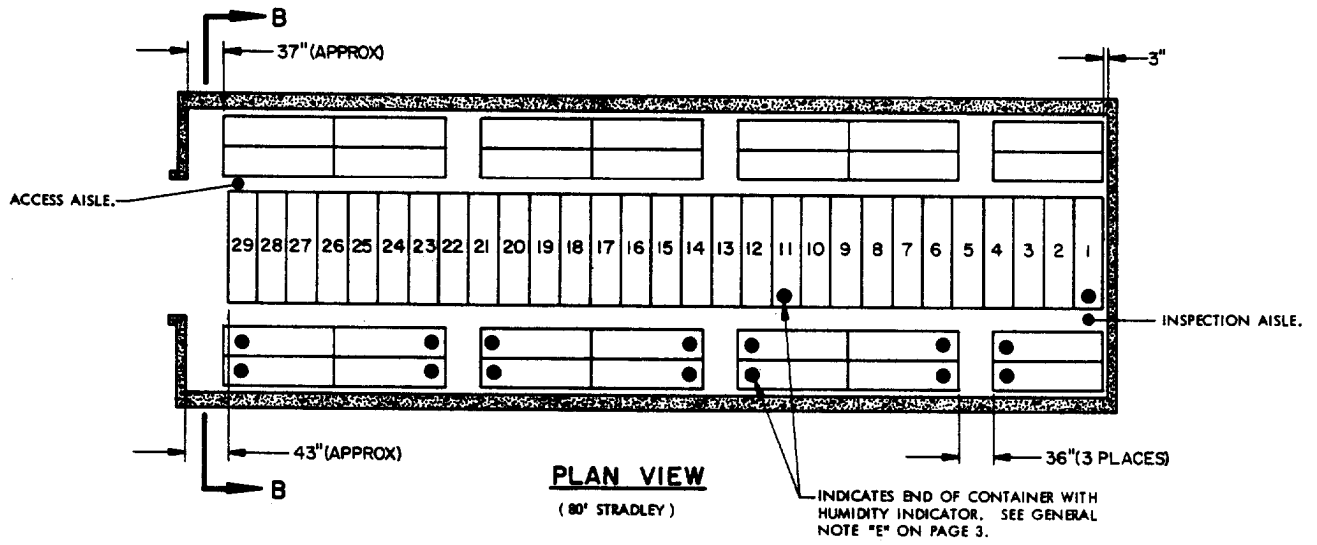 B
37"(APPROX)
3"
ACCESS AISLE.
29 28 27 26 25 24 23 22 21 20 19 18 17 16 15 14 13 12 11 10 9 8 7 6 5 4 3 2 1
INSPECTION AISLE.
43"(APPROX)
36"(3 PLACES)
B
PLAN VIEW
(80' STRADLEY)
INDICATES END OF CONTAINER WITH
HUMIDITY INDICATOR. SEE GENERAL
NOTE "E" ON PAGE 3.